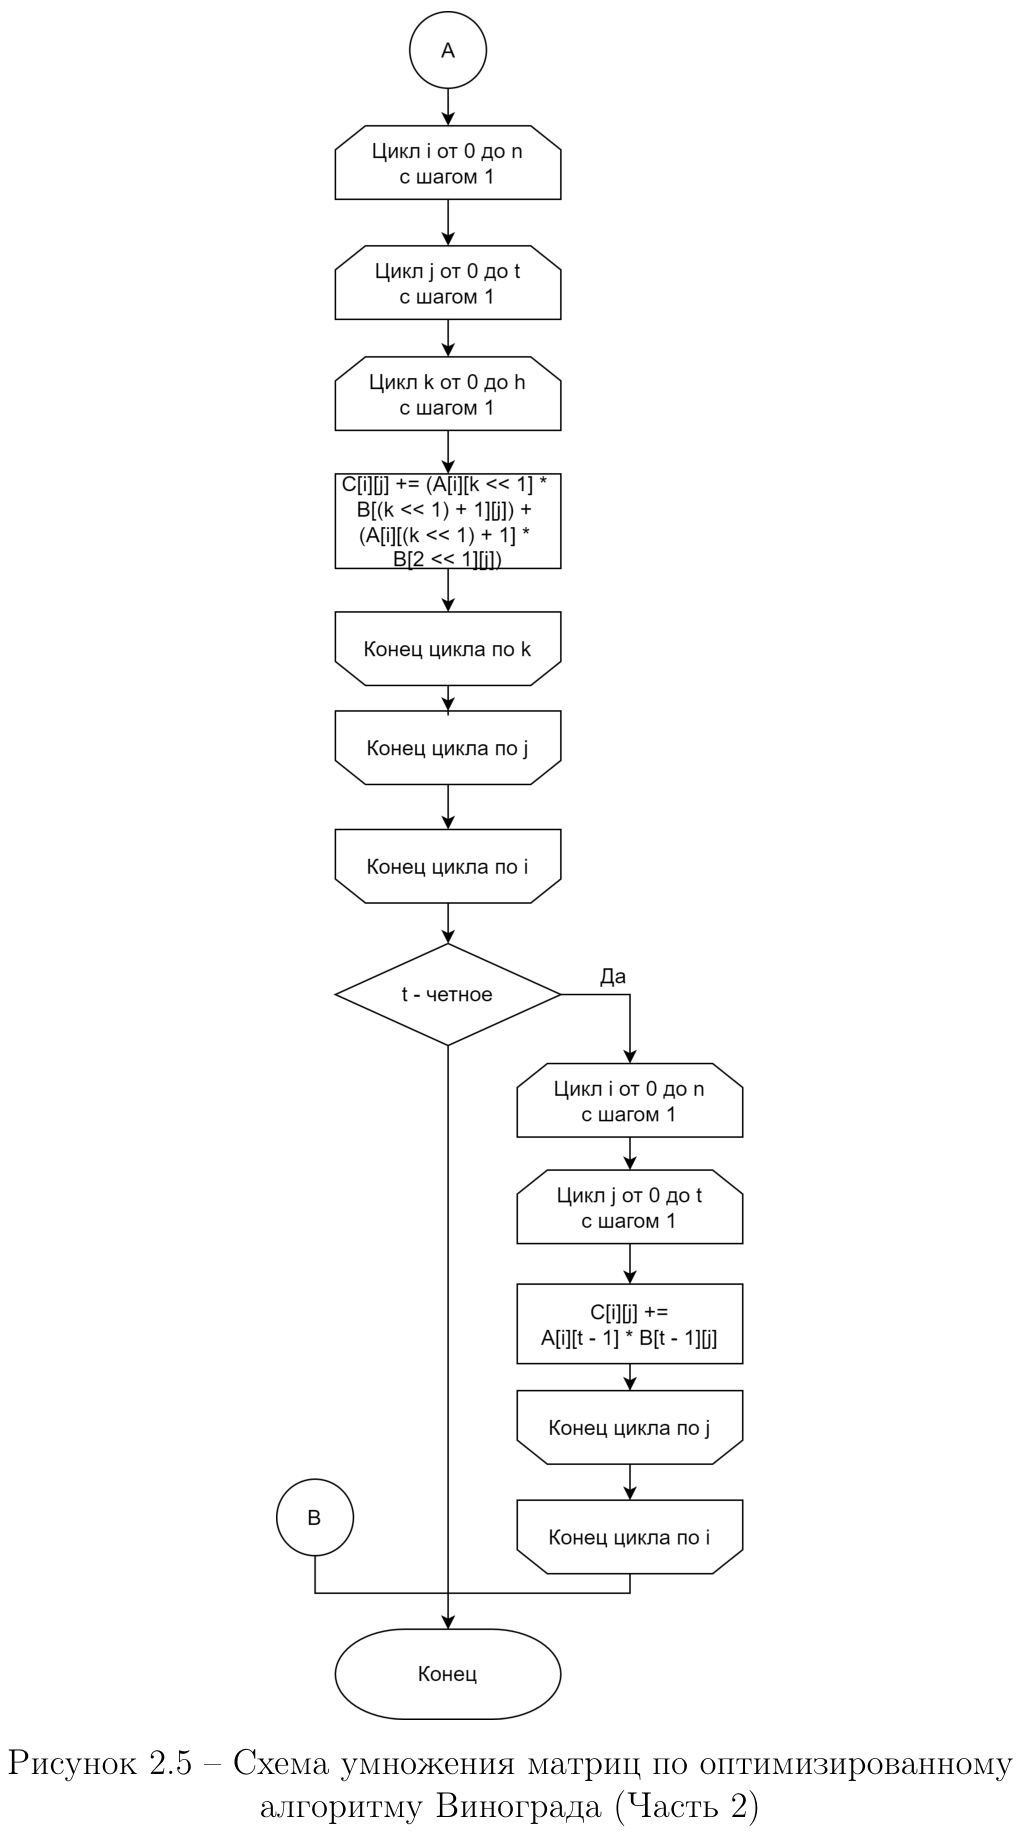 A
Цикл i от 0 до n
с шагом 1
Цикл j от 0 до t
с шагом 1
Цикл k от 0 до h
с шагом 1
C[i][j] += (A[i][k << 1] *
B[(k << 1) + 1][j]) +
(A[i][(k << 1) + 1] *
B[2 << 1][j])
Конец цикла по k
Конец цикла по j
Конец цикла по i
t - четное
Да
Цикл i от 0 до n
с шагом 1
Цикл j от 0 до t
с шагом 1
C[i][j] +=
A[i][t - 1] * B[t - 1][j]
Конец цикла по j
Конец цикла по i
B
Конец
Рисунок 2.5 – Схема умножения матриц по оптимизированному
алгоритму Винограда (Часть 2)